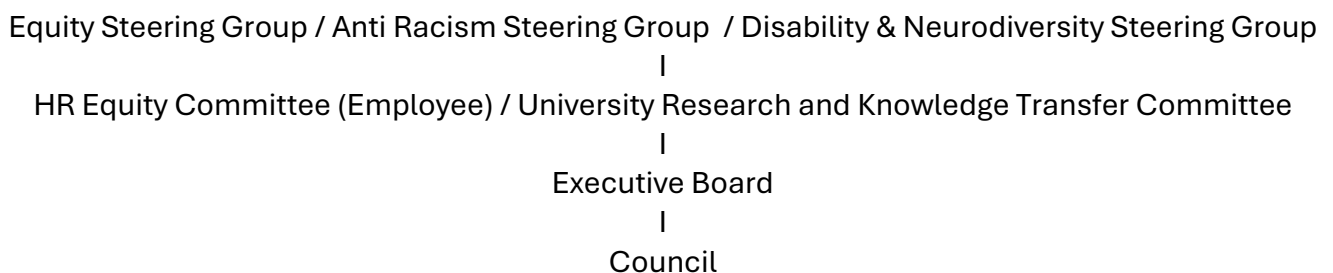 Equity Steering Group / Anti Racism Steering Group / Disability & Neurodiversity Steering Group
I
HR Equity Committee (Employee) / University Research and Knowledge Transfer Committee
I
Executive Board
I
Council